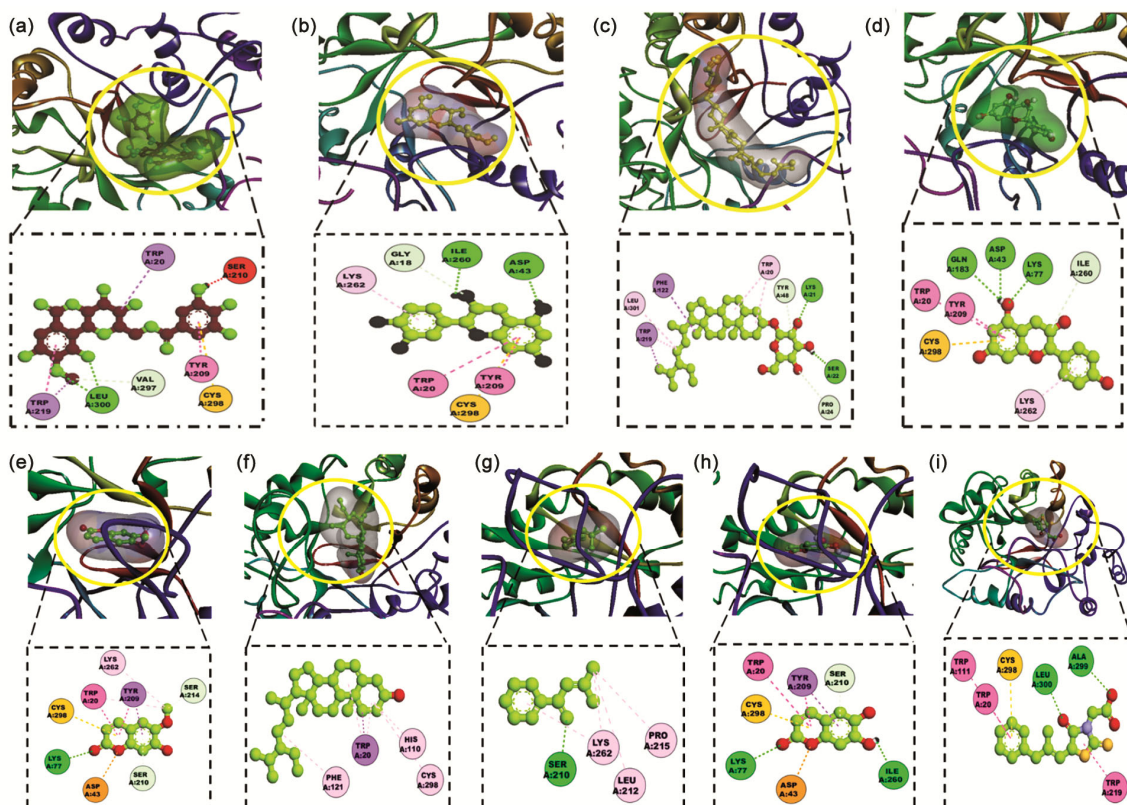 (a)
(b)
(c)
(d)
TRP
A:20
SER
A:210
TRP
A:219
LEU
A:300
VAL
A:297
TYR
A:209
CYS
A:298
LYS
A:262
GLY
A:18
ILE
A:260
ASP
A:43
TRP
A:20
TYR
A:209
CYS
A:298
LEU
A:301
PHE
A:122
TRP
A:219
TRP
A:20
TYR
A:48
LYS
A:21
SER
A:22
PRO
A:24
GLN
A:183
ASP
A:43
LYS
A:77
ILE
A:260
TRP
A:20
TYR
A:209
CYS
A:298
LYS
A:262
(e)
(f)
(g)
(h)
(i)
LYS
A:262
TRP
A:20
TYR
A:209
SER
A:214
CYS
A:298
LYS
A:77
ASP
A:43
SER
A:210
PHE
A:121
TRP
A:20
HIS
A:110
CYS
A:298
SER
A:210
LYS
A:262
LEU
A:212
PRO
A:215
TRP
A:20
TYR
A:209
SER
A:210
CYS
A:298
LYS
A:77
ASP
A:43
ILE
A:260
TRP
A:111
CYS
A:298
LEU
A:300
ALA
A:299
TRP
A:20
TRP
A:219